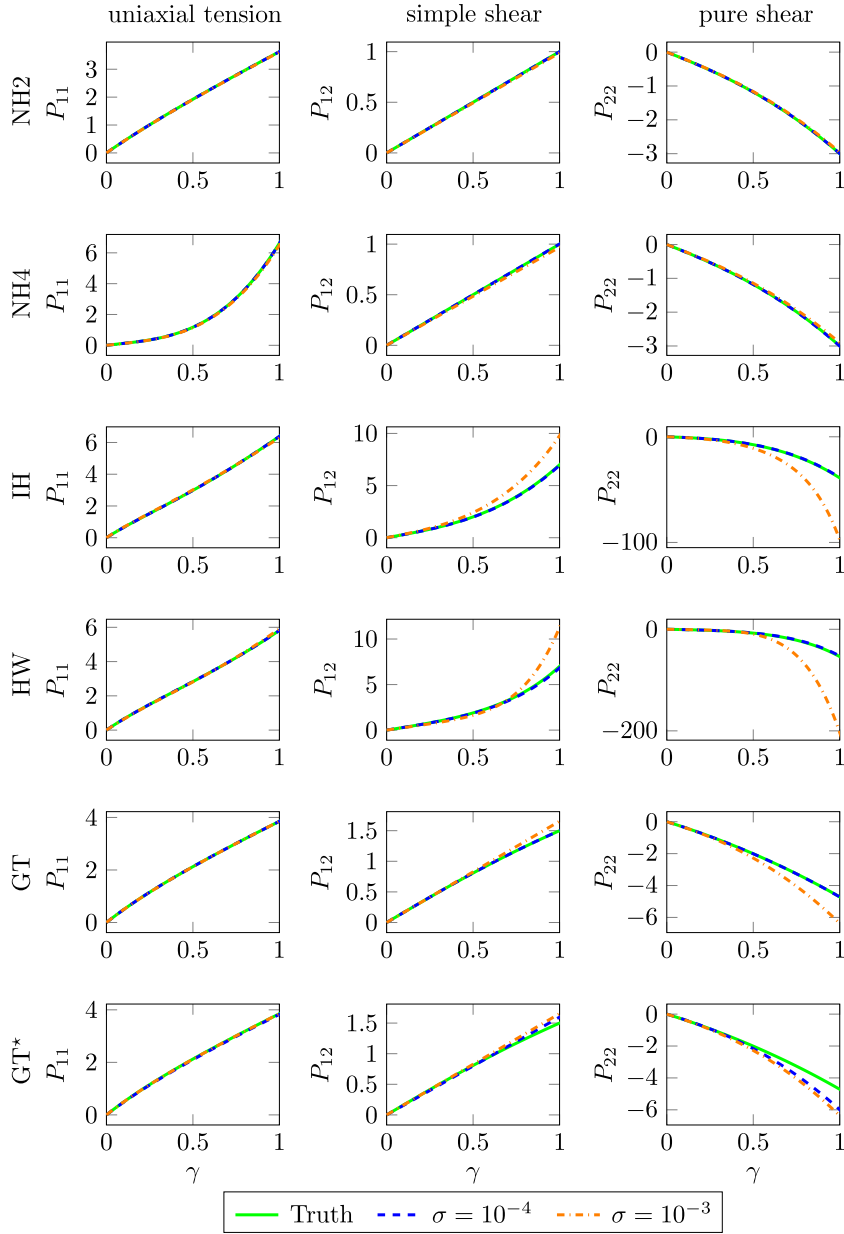 uniaxial tension simple shear pure shear
NH2 P11 0 1 2 3 0 0.5 1 P12 0 0.5 1 0 0.5 1 P22 0 −1 −2 −3 0 0.5 1
NH4 P11 0 2 4 6 0 0.5 1 P12 0 0.5 1 0 0.5 1 P22 0 −1 −2 −3 0 0.5 1
IH P11 0 2 4 6 0 0.5 1 P12 0 5 10 0 0.5 1 P22 0 −100 0 0.5 1
HW P11 0 2 4 6 0 0.5 1 P12 0 5 10 0 0.5 1 P22 0 −200 0 0.5 1
GT P11 0 2 4 0 0.5 1 P12 0 0.5 1 1.5 0 0.5 1 P22 0 −2 −4 −6 0 0.5 1
GT⋆ P11 0 2 4 0 0.5 1 P12 0 0.5 1 1.5 0 0.5 1 P22 0 −2 −4 −6 0 0.5 1
γ γ γ
Truth σ = 10⁻⁴ σ = 10⁻³